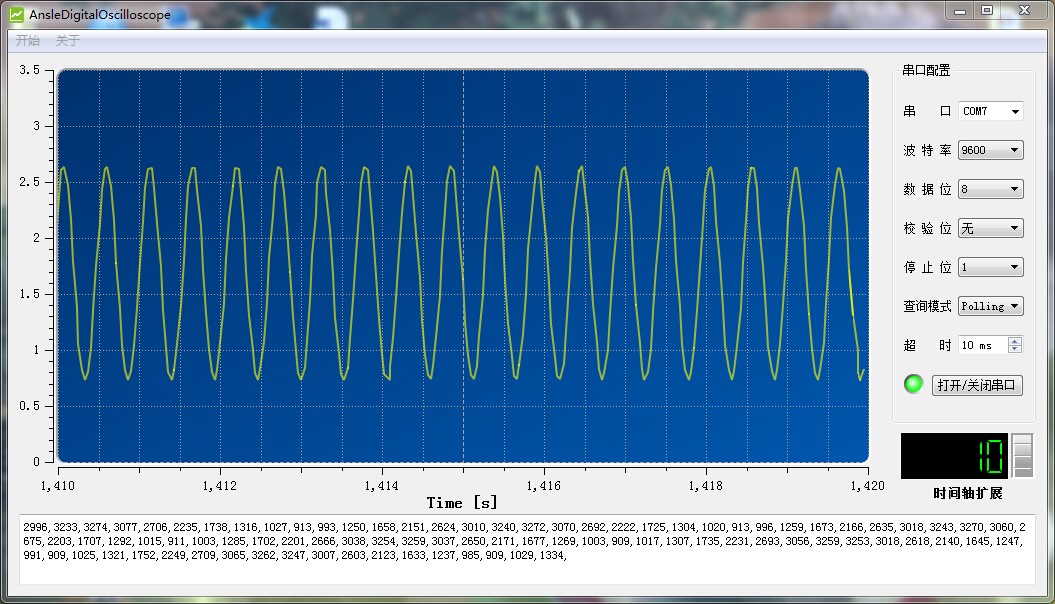 AnsleDigitalOscilloscope
开始 关于
3.5
3
2.5
2
1.5
1
0.5
0
1,410 1,412 1,414 1,416 1,418 1,420
Time [s]
串口配置
串 口 COM7
波 特 率 9600
数 据 位 8
校 验 位 无
停 止 位 1
查询模式 Polling
超 时 10 ms
打开/关闭串口
10
时间轴扩展
2996, 3233, 3274, 3077, 2706, 2235, 1738, 1316, 1027, 913, 993, 1250, 1658, 2151, 2624, 3010, 3240, 3272, 3070, 2692, 2222, 1725, 1304, 1020, 913, 996, 1259, 1673, 2166, 2635, 3018, 3243, 3270, 3060, 2
675, 2203, 1707, 1292, 1015, 911, 1003, 1285, 1702, 2201, 2666, 3038, 3254, 3259, 3037, 2650, 2171, 1677, 1269, 1003, 909, 1017, 1307, 1735, 2231, 2693, 3056, 3259, 3253, 3018, 2618, 2140, 1645, 1247,
991, 909, 1025, 1321, 1752, 2249, 2709, 3065, 3262, 3247, 3007, 2603, 2123, 1633, 1237, 985, 909, 1029, 1334,